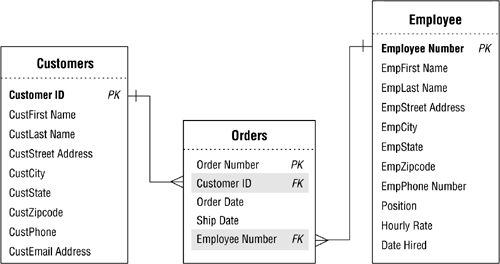 Customers
Customer ID PK
CustFirst Name
CustLast Name
CustStreet Address
CustCity
CustState
CustZipcode
CustPhone
CustEmail Address
Orders
Order Number PK
Customer ID FK
Order Date
Ship Date
Employee Number FK
Employee
Employee Number PK
EmpFirst Name
EmpLast Name
EmpStreet Address
EmpCity
EmpState
EmpZipcode
EmpPhone Number
Position
Hourly Rate
Date Hired